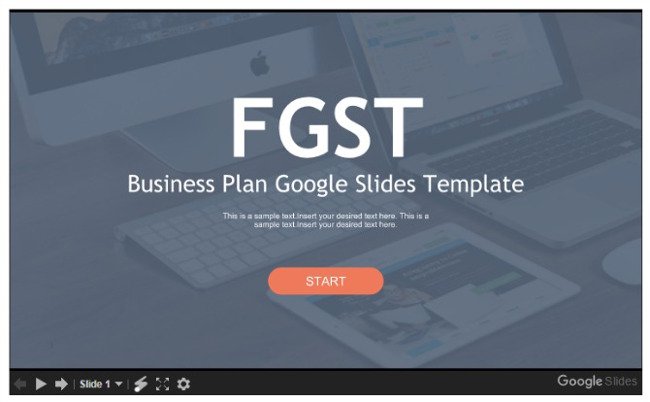 FGST
Business Plan Google Slides Template
This is a sample text.Insert your desired text here. This is a
sample text.Insert your desired text here.
START
Slide 1
Google Slides